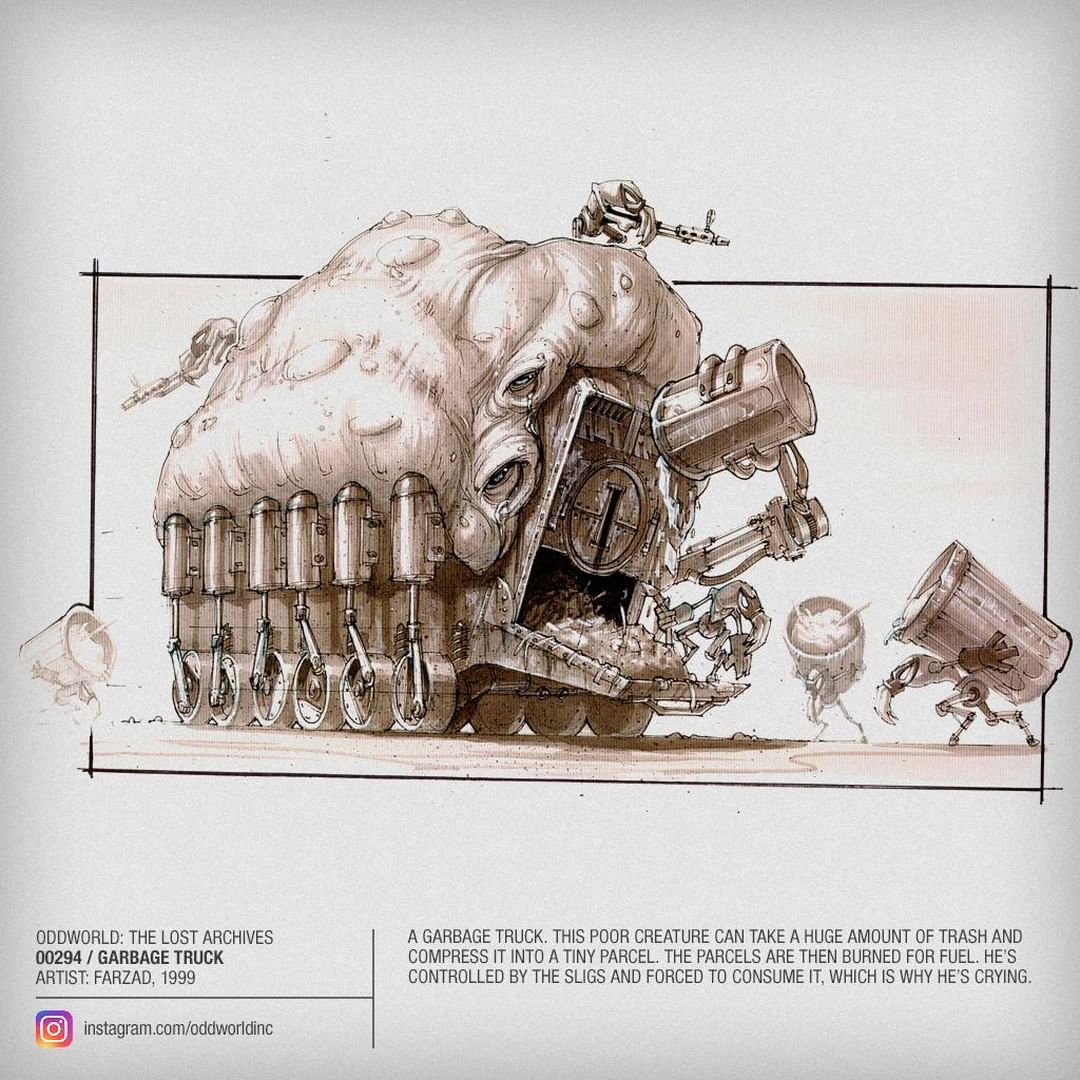 ODDWORLD: THE LOST ARCHIVES
00294 / GARBAGE TRUCK
ARTIST: FARZAD, 1999
instagram.com/oddworldinc
A GARBAGE TRUCK. THIS POOR CREATURE CAN TAKE A HUGE AMOUNT OF TRASH AND
COMPRESS IT INTO A TINY PARCEL. THE PARCELS ARE THEN BURNED FOR FUEL. HE'S
CONTROLLED BY THE SLIGS AND FORCED TO CONSUME IT, WHICH IS WHY HE'S CRYING.